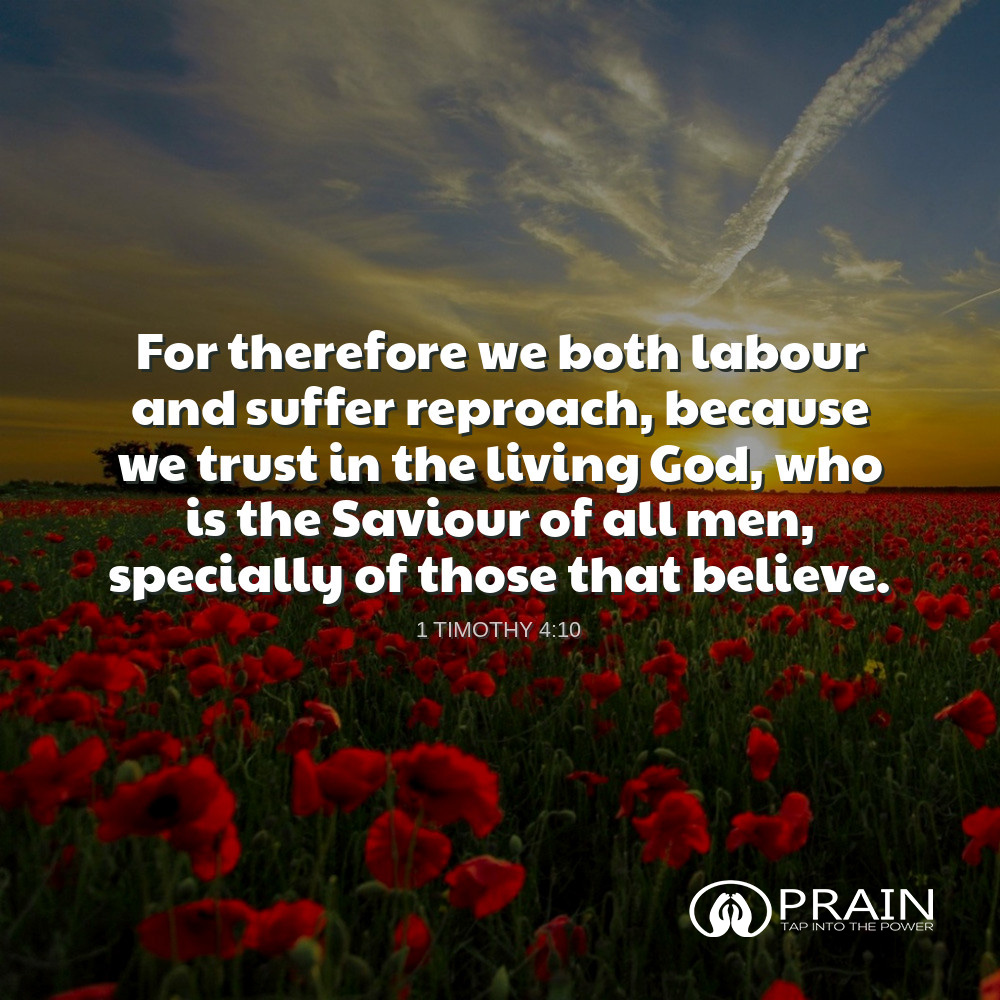 For therefore we both labour
and suffer reproach, because
we trust in the living God, who
is the Saviour of all men,
specially of those that believe.
1 TIMOTHY 4:10
PRAIN
TAP INTO THE POWER